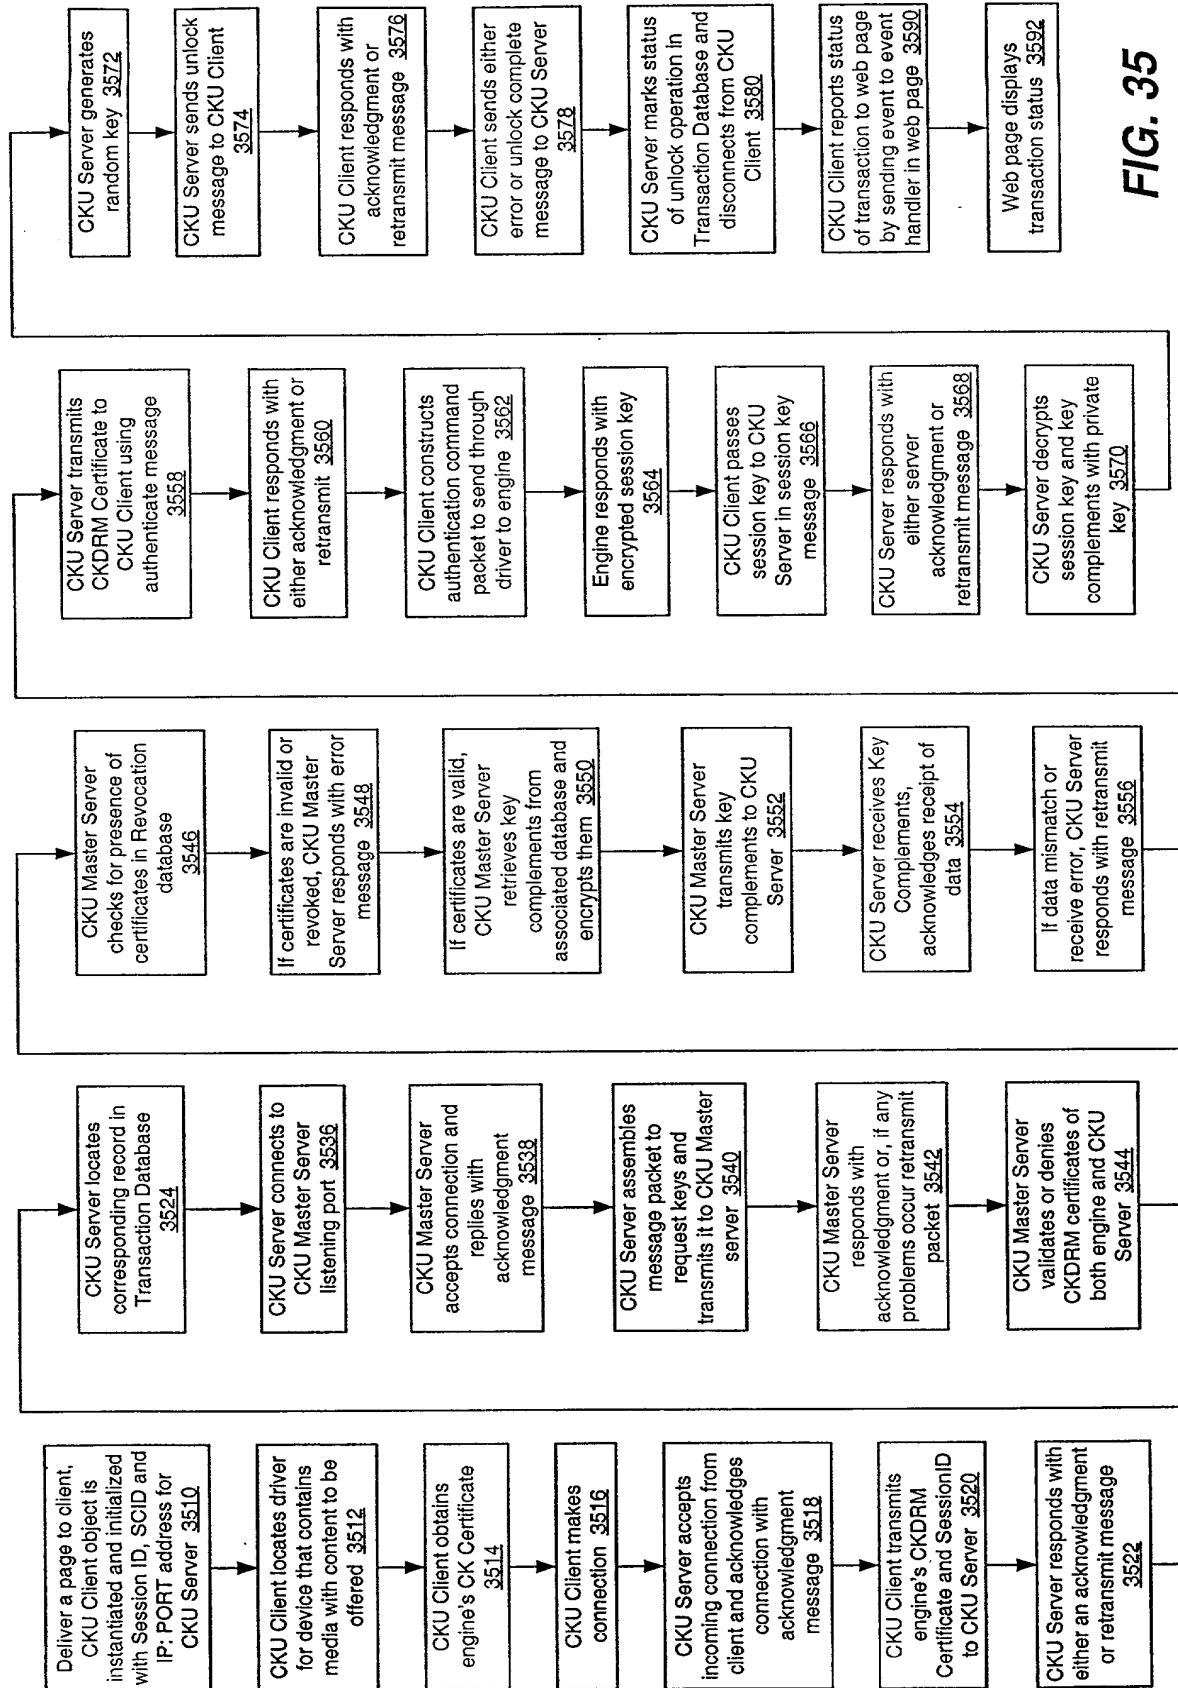 Deliver a page to client,
CKU Client object is
instantiated and initialized
with Session ID, SCID and
IP: PORT address for
CKU Server 3510
CKU Client locates driver
for device that contains
media with content to be
offered 3512
CKU Client obtains
engine's CK Certificate
3514
CKU Client makes
connection 3516
CKU Server accepts
incoming connection from
client and acknowledges
connection with
acknowledgment
message 3518
CKU Client transmits
engine's CKDRM
Certificate and SessionID
to CKU Server 3520
CKU Server responds with
either an acknowledgment
or retransmit message
3522
CKU Server locates
corresponding record in
Transaction Database
3524
CKU Server connects to
CKU Master Server
listening port 3536
CKU Master Server
accepts connection and
replies with
acknowledgment
message 3538
CKU Server assembles
message packet to
request keys and
transmits it to CKU Master
server 3540
CKU Master Server
responds with
acknowledgment or, if any
problems occur retransmit
packet 3542
CKU Master Server
validates or denies
CKDRM certificates of
both engine and CKU
Server 3544
CKU Master Server
checks for presence of
certificates in Revocation
database
3546
If certificates are invalid or
revoked, CKU Master
Server responds with error
message 3548
If certificates are valid,
CKU Master Server
retrieves key
complements from
associated database and
encrypts them 3550
CKU Master Server
transmits key
complements to CKU
Server 3552
CKU Server receives Key
Complements,
acknowledges receipt of
data 3554
If data mismatch or
receive error, CKU Server
responds with retransmit
message 3556
CKU Server transmits
CKDRM Certificate to
CKU Client using
authenticate message
3558
CKU Client responds with
either acknowledgment or
retransmit 3560
CKU Client constructs
authentication command
packet to send through
driver to engine 3562
Engine responds with
encrypted session key
3564
CKU Client passes
session key to CKU
Server in session key
message 3566
CKU Server responds with
either server
acknowledgment or
retransmit message 3568
CKU Server decrypts
session key and key
complements with private
key 3570
CKU Server generates
random key 3572
CKU Server sends unlock
message to CKU Client
3574
CKU Client responds with
acknowledgment or
retransmit message 3576
CKU Client sends either
error or unlock complete
message to CKU Server
3578
CKU Server marks status
of unlock operation in
Transaction Database and
disconnects from CKU
Client 3580
CKU Client reports status
of transaction to web page
by sending event to event
handler in web page 3590
Web page displays
transaction status 3592
FIG. 35